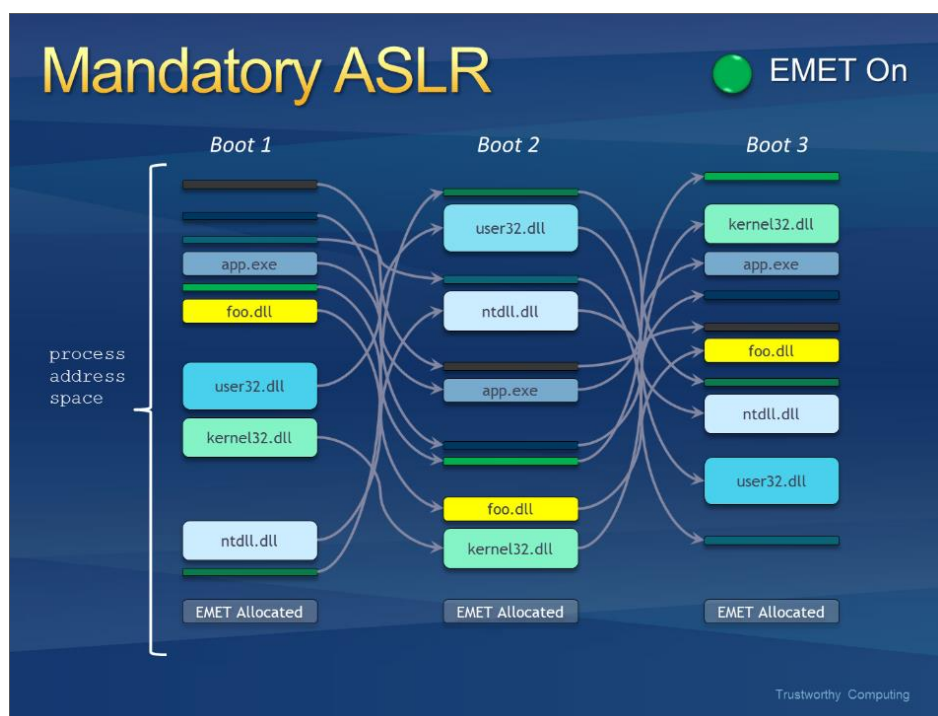 Mandatory ASLR
EMET On
Boot 1
Boot 2
Boot 3
process
address
space
app.exe
foo.dll
user32.dll
kernel32.dll
ntdll.dll
EMET Allocated
user32.dll
ntdll.dll
app.exe
foo.dll
kernel32.dll
EMET Allocated
kernel32.dll
app.exe
foo.dll
ntdll.dll
user32.dll
EMET Allocated
Trustworthy Computing